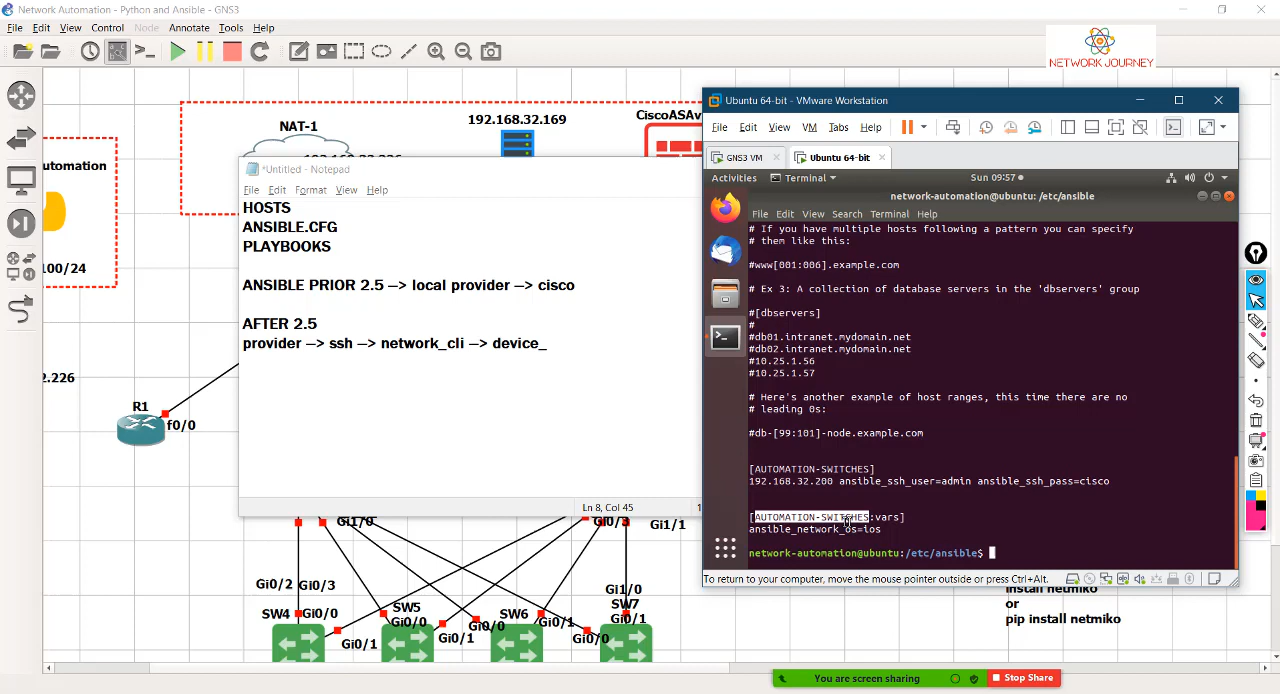 Network Automation - Python and Ansible - GNS3
File Edit View Control Node Annotate Tools Help
NETWORK JOURNEY
NAT-1
192.168.32.169
CiscoASAv
utomation
100/24
2.226
R1
f0/0
*Untitled - Notepad
File Edit Format View Help
HOSTS
ANSIBLE.CFG
PLAYBOOKS
ANSIBLE PRIOR 2.5 —> local provider —> cisco
AFTER 2.5
provider —> ssh —> network_cli —> device_
Ln 8, Col 45
Gi1/0
Gi0/3
Gi1/1
Gi0/2 Gi0/3
SW4 Gi0/0
Gi0/1
SW5
Gi0/0
Gi0/1
SW6
Gi0/0
Gi0/1
Gi1/0
SW7
Gi0/1
Gi0/0
install netmiko
or
pip install netmiko
Ubuntu 64-bit - VMware Workstation
File Edit View VM Tabs Help
GNS3 VM
Ubuntu 64-bit
Activities Terminal Sun 09:57
network-automation@ubuntu: /etc/ansible
File Edit View Search Terminal Help
# If you have multiple hosts following a pattern you can specify
# them like this:
#www[001:006].example.com
# Ex 3: A collection of database servers in the 'dbservers' group
#[dbservers]
#
#db01.intranet.mydomain.net
#db02.intranet.mydomain.net
#10.25.1.56
#10.25.1.57
# Here's another example of host ranges, this time there are no
# leading 0s:
#db-[99:101]-node.example.com
[AUTOMATION-SWITCHES]
192.168.32.200 ansible_ssh_user=admin ansible_ssh_pass=cisco
[AUTOMATION-SWITCHES:vars]
ansible_network_os=ios
network-automation@ubuntu:/etc/ansible$
To return to your computer, move the mouse pointer outside or press Ctrl+Alt.
You are screen sharing
Stop Share